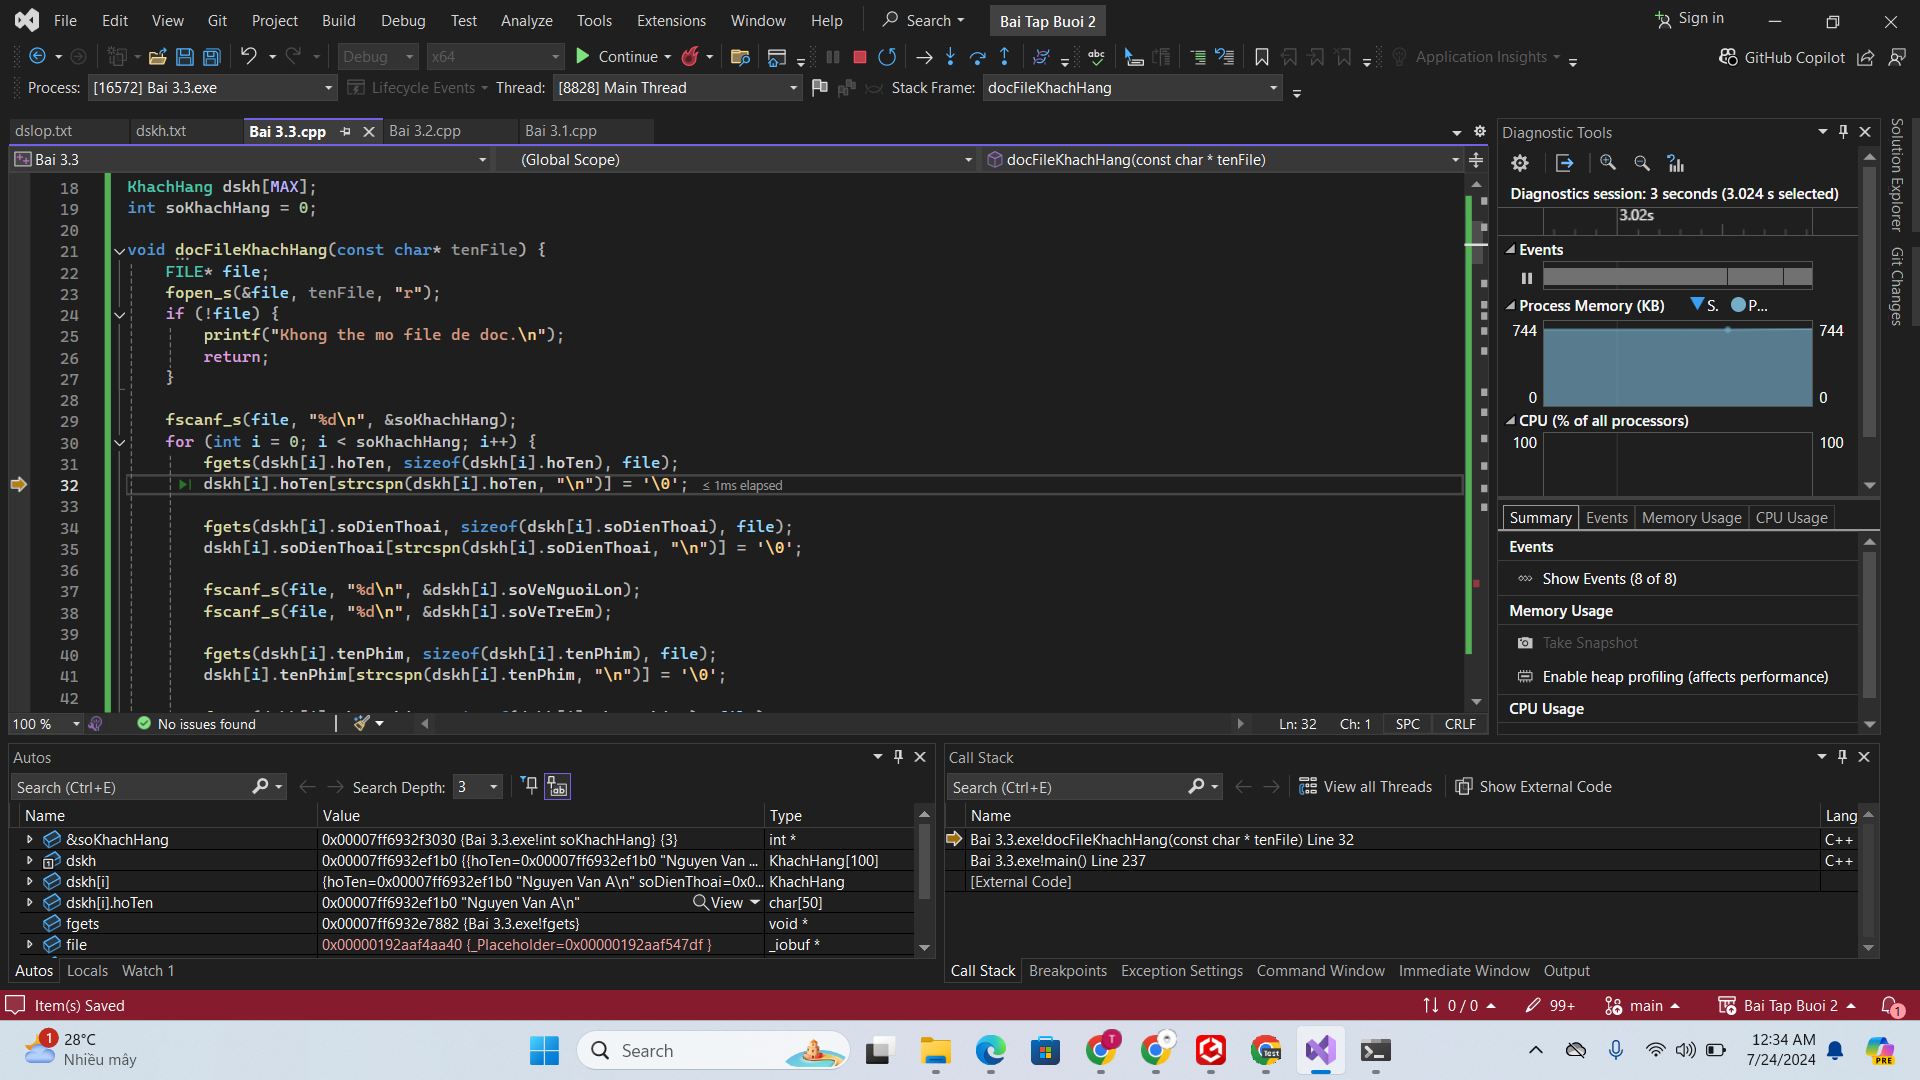 File Edit View Git Project Build Debug Test Analyze Tools Extensions Window Help Search Bai Tap Buoi 2 Sign in
Debug x64 Continue abc Application Insights GitHub Copilot
Process: [16572] Bai 3.3.exe Lifecycle Events Thread: [8828] Main Thread Stack Frame: docFileKhachHang
dslop.txt dskh.txt Bai 3.3.cpp Bai 3.2.cpp Bai 3.1.cpp
Bai 3.3 (Global Scope) docFileKhachHang(const char * tenFile)
18 KhachHang dskh[MAX];
19 int soKhachHang = 0;
20
21 void docFileKhachHang(const char* tenFile) {
22 FILE* file;
23 fopen_s(&file, tenFile, "r");
24 if (!file) {
25 printf("Khong the mo file de doc.\n");
26 return;
27 }
28
29 fscanf_s(file, "%d\n", &soKhachHang);
30 for (int i = 0; i < soKhachHang; i++) {
31 fgets(dskh[i].hoTen, sizeof(dskh[i].hoTen), file);
32 dskh[i].hoTen[strcspn(dskh[i].hoTen, "\n")] = '\0'; ≤ 1ms elapsed
33
34 fgets(dskh[i].soDienThoai, sizeof(dskh[i].soDienThoai), file);
35 dskh[i].soDienThoai[strcspn(dskh[i].soDienThoai, "\n")] = '\0';
36
37 fscanf_s(file, "%d\n", &dskh[i].soVeNguoiLon);
38 fscanf_s(file, "%d\n", &dskh[i].soVeTreEm);
39
40 fgets(dskh[i].tenPhim, sizeof(dskh[i].tenPhim), file);
41 dskh[i].tenPhim[strcspn(dskh[i].tenPhim, "\n")] = '\0';
42
100 % No issues found Ln: 32 Ch: 1 SPC CRLF
Diagnostic Tools
Diagnostics session: 3 seconds (3.024 s selected)
3.02s
Events
Process Memory (KB) S. P...
744 744
0 0
CPU (% of all processors)
100 100
Summary Events Memory Usage CPU Usage
Events
Show Events (8 of 8)
Memory Usage
Take Snapshot
Enable heap profiling (affects performance)
CPU Usage
Solution Explorer
Git Changes
Autos
Search (Ctrl+E) Search Depth: 3
Name Value Type
&soKhachHang 0x00007ff6932f3030 {Bai 3.3.exe!int soKhachHang} {3} int *
dskh 0x00007ff6932ef1b0 {{hoTen=0x00007ff6932ef1b0 "Nguyen Van ... KhachHang[100]
dskh[i] {hoTen=0x00007ff6932ef1b0 "Nguyen Van A\n" soDienThoai=0x0... KhachHang
dskh[i].hoTen 0x00007ff6932ef1b0 "Nguyen Van A\n" View char[50]
fgets 0x00007ff6932e7882 {Bai 3.3.exe!fgets} void *
file 0x00000192aaf4aa40 {_Placeholder=0x00000192aaf547df } _iobuf *
Autos Locals Watch 1
Call Stack
Search (Ctrl+E) View all Threads Show External Code
Name Lang
Bai 3.3.exe!docFileKhachHang(const char * tenFile) Line 32 C++
Bai 3.3.exe!main() Line 237 C++
[External Code]
Call Stack Breakpoints Exception Settings Command Window Immediate Window Output
Item(s) Saved 0 / 0 99+ main Bai Tap Buoi 2 1
1 28°C
Nhiều mây
Search T Test PRE
12:34 AM
7/24/2024